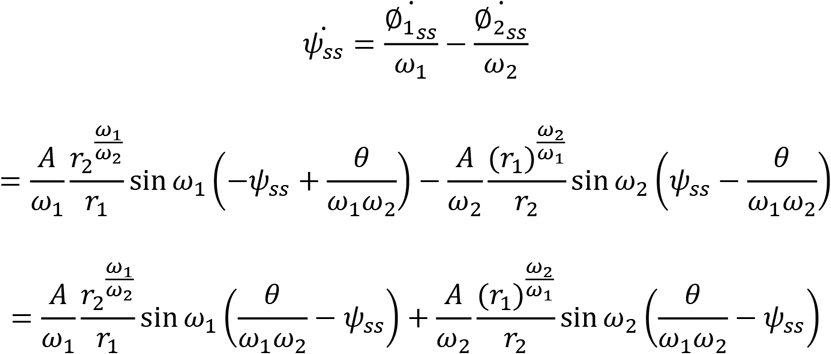 ψ̇_ss = ∅̇_{1_ss}/ω_1 − ∅̇_{2_ss}/ω_2
= (A/ω_1) (r_2^{ω_1/ω_2}/r_1) sin ω_1 (−ψ_ss + θ/(ω_1ω_2)) − (A/ω_2) ((r_1)^{ω_2/ω_1}/r_2) sin ω_2 (ψ_ss − θ/(ω_1ω_2))
= (A/ω_1) (r_2^{ω_1/ω_2}/r_1) sin ω_1 (θ/(ω_1ω_2) − ψ_ss) + (A/ω_2) ((r_1)^{ω_2/ω_1}/r_2) sin ω_2 (θ/(ω_1ω_2) − ψ_ss)